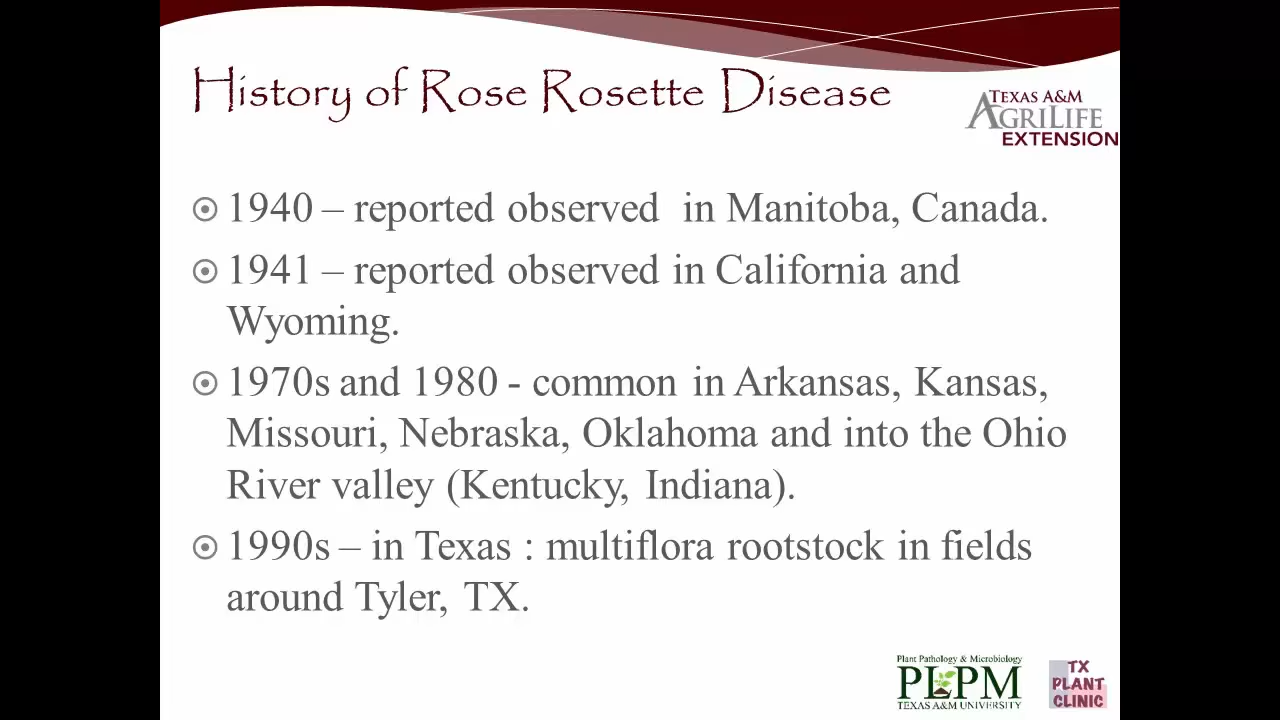 History of Rose Rosette Disease
TEXAS A&M
AGRILIFE
EXTENSION
1940 – reported observed in Manitoba, Canada.
1941 – reported observed in California and
Wyoming.
1970s and 1980 - common in Arkansas, Kansas,
Missouri, Nebraska, Oklahoma and into the Ohio
River valley (Kentucky, Indiana).
1990s – in Texas : multiflora rootstock in fields
around Tyler, TX.
Plant Pathology & Microbiology
PLPM
TEXAS A&M UNIVERSITY
TX
PLANT
CLINIC